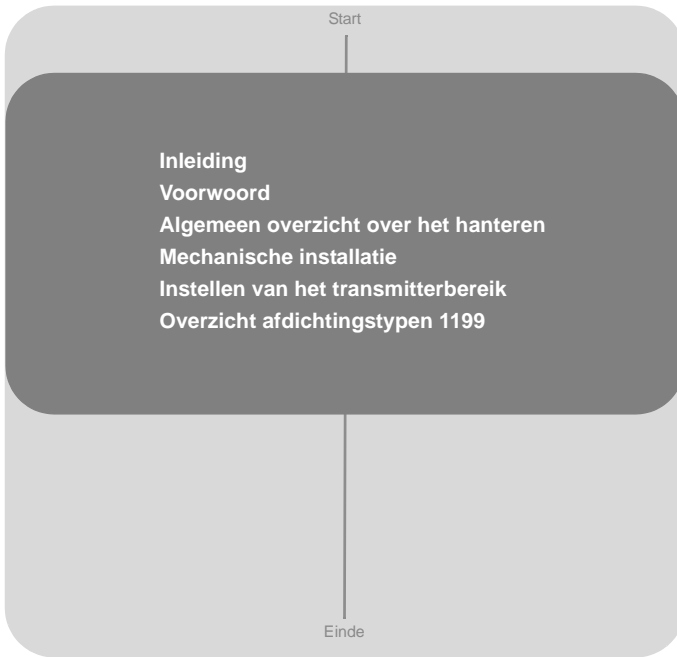 Start
Inleiding
Voorwoord
Algemeen overzicht over het hanteren
Mechanische installatie
Instellen van het transmitterbereik
Overzicht afdichtingstypen 1199
Einde